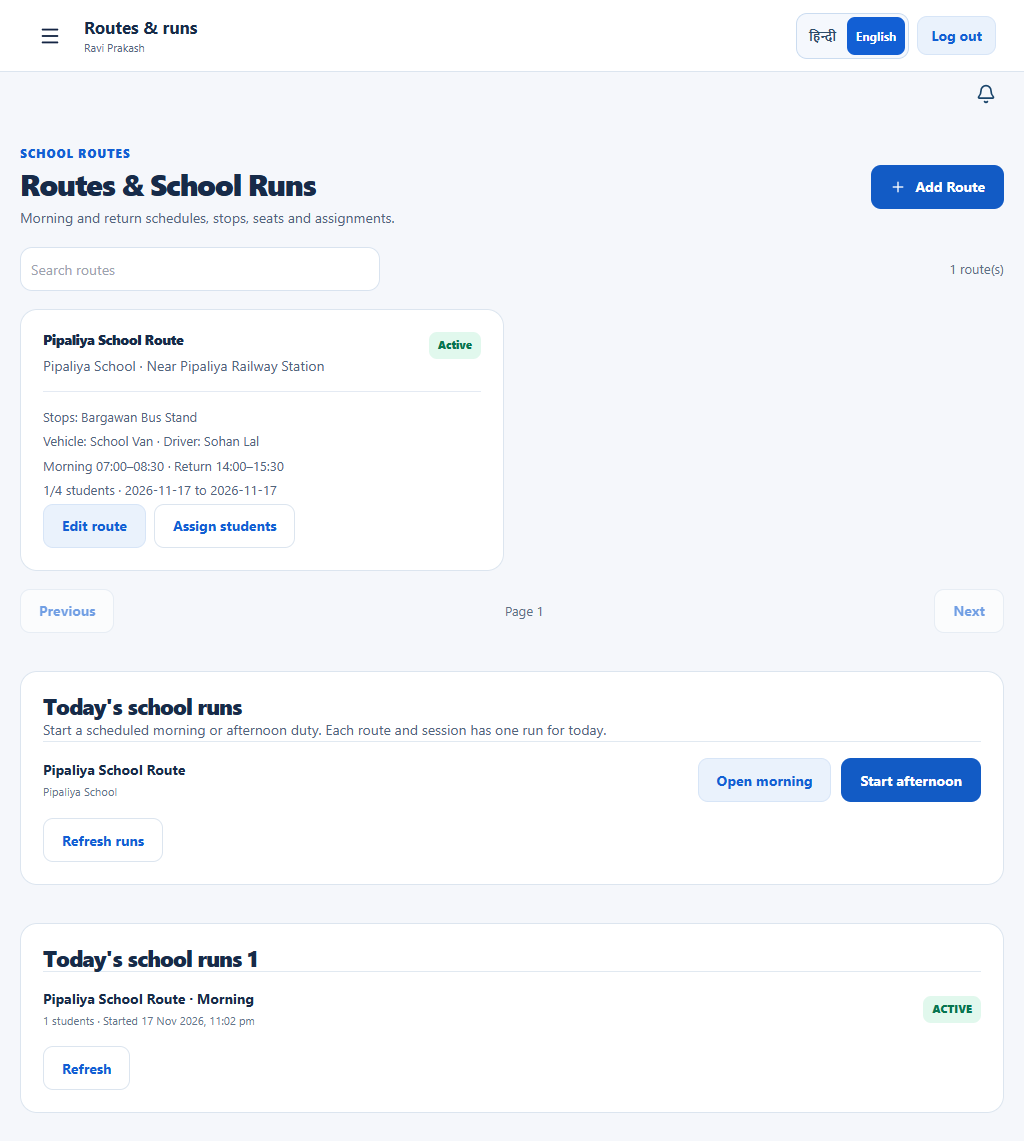 Routes & runs
Ravi Prakash
हिन्दी English Log out
SCHOOL ROUTES
Routes & School Runs
Morning and return schedules, stops, seats and assignments.
+ Add Route
Search routes
1 route(s)
Pipaliya School Route
Active
Pipaliya School · Near Pipaliya Railway Station
Stops: Bargawan Bus Stand
Vehicle: School Van · Driver: Sohan Lal
Morning 07:00–08:30 · Return 14:00–15:30
1/4 students · 2026-11-17 to 2026-11-17
Edit route Assign students
Previous Page 1 Next
Today's school runs
Start a scheduled morning or afternoon duty. Each route and session has one run for today.
Pipaliya School Route
Pipaliya School
Open morning Start afternoon
Refresh runs
Today's school runs 1
Pipaliya School Route · Morning
1 students · Started 17 Nov 2026, 11:02 pm
ACTIVE
Refresh